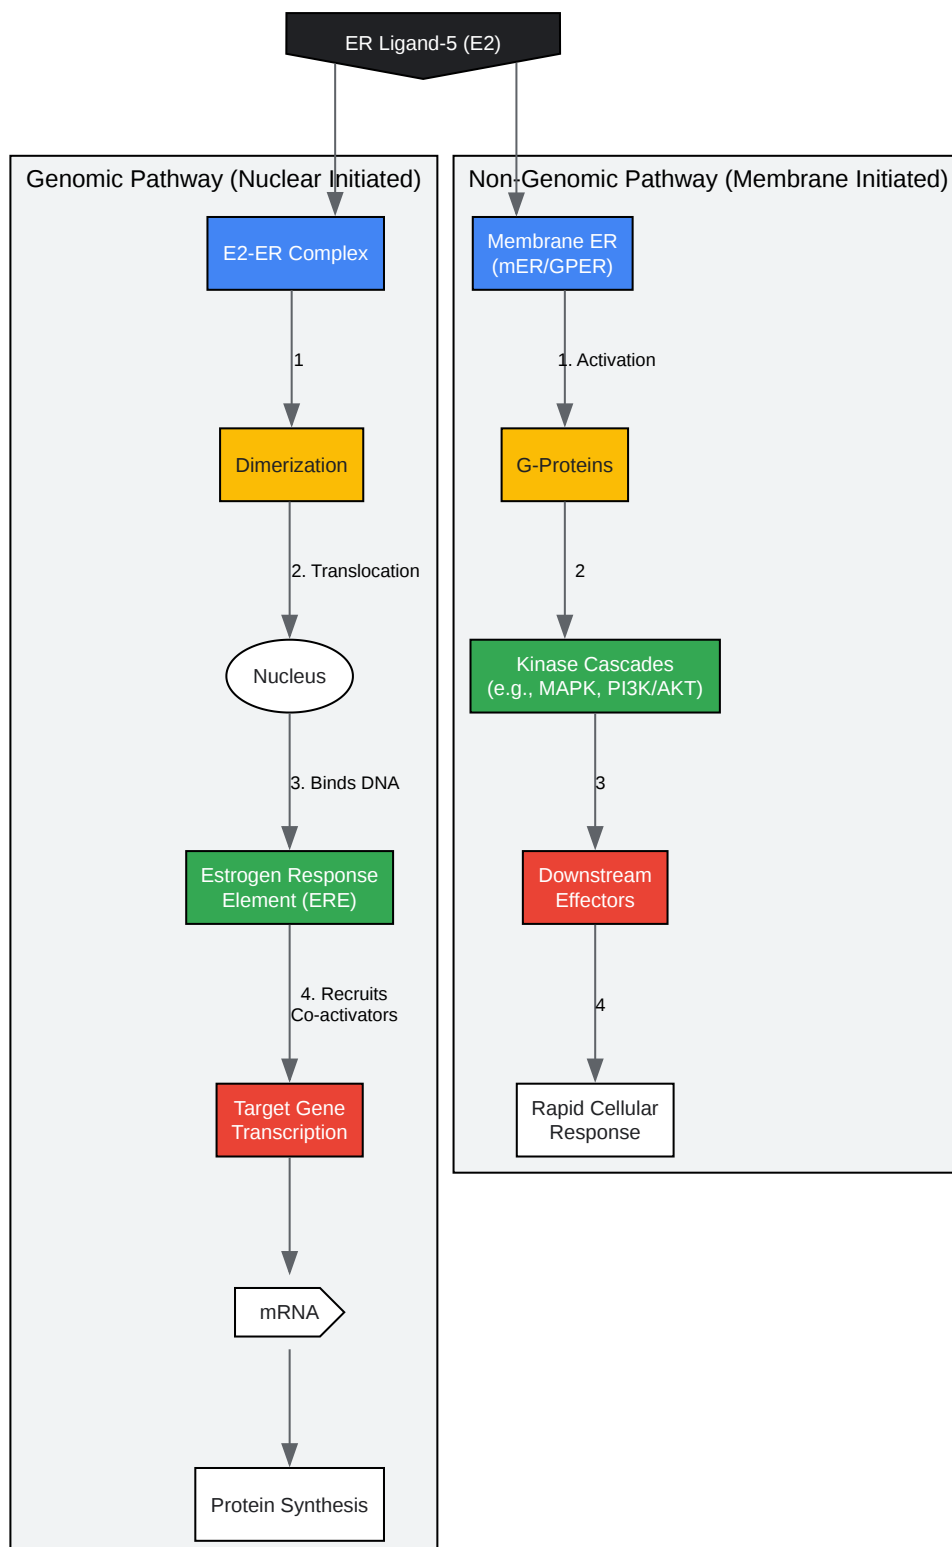 ER Ligand-5 (E2)
Genomic Pathway (Nuclear Initiated)
E2-ER Complex
1
Dimerization
2. Translocation
Nucleus
3. Binds DNA
Estrogen Response
Element (ERE)
4. Recruits
Co-activators
Target Gene
Transcription
mRNA
Protein Synthesis
Non-Genomic Pathway (Membrane Initiated)
Membrane ER
(mER/GPER)
1. Activation
G-Proteins
2
Kinase Cascades
(e.g., MAPK, PI3K/AKT)
3
Downstream
Effectors
4
Rapid Cellular
Response